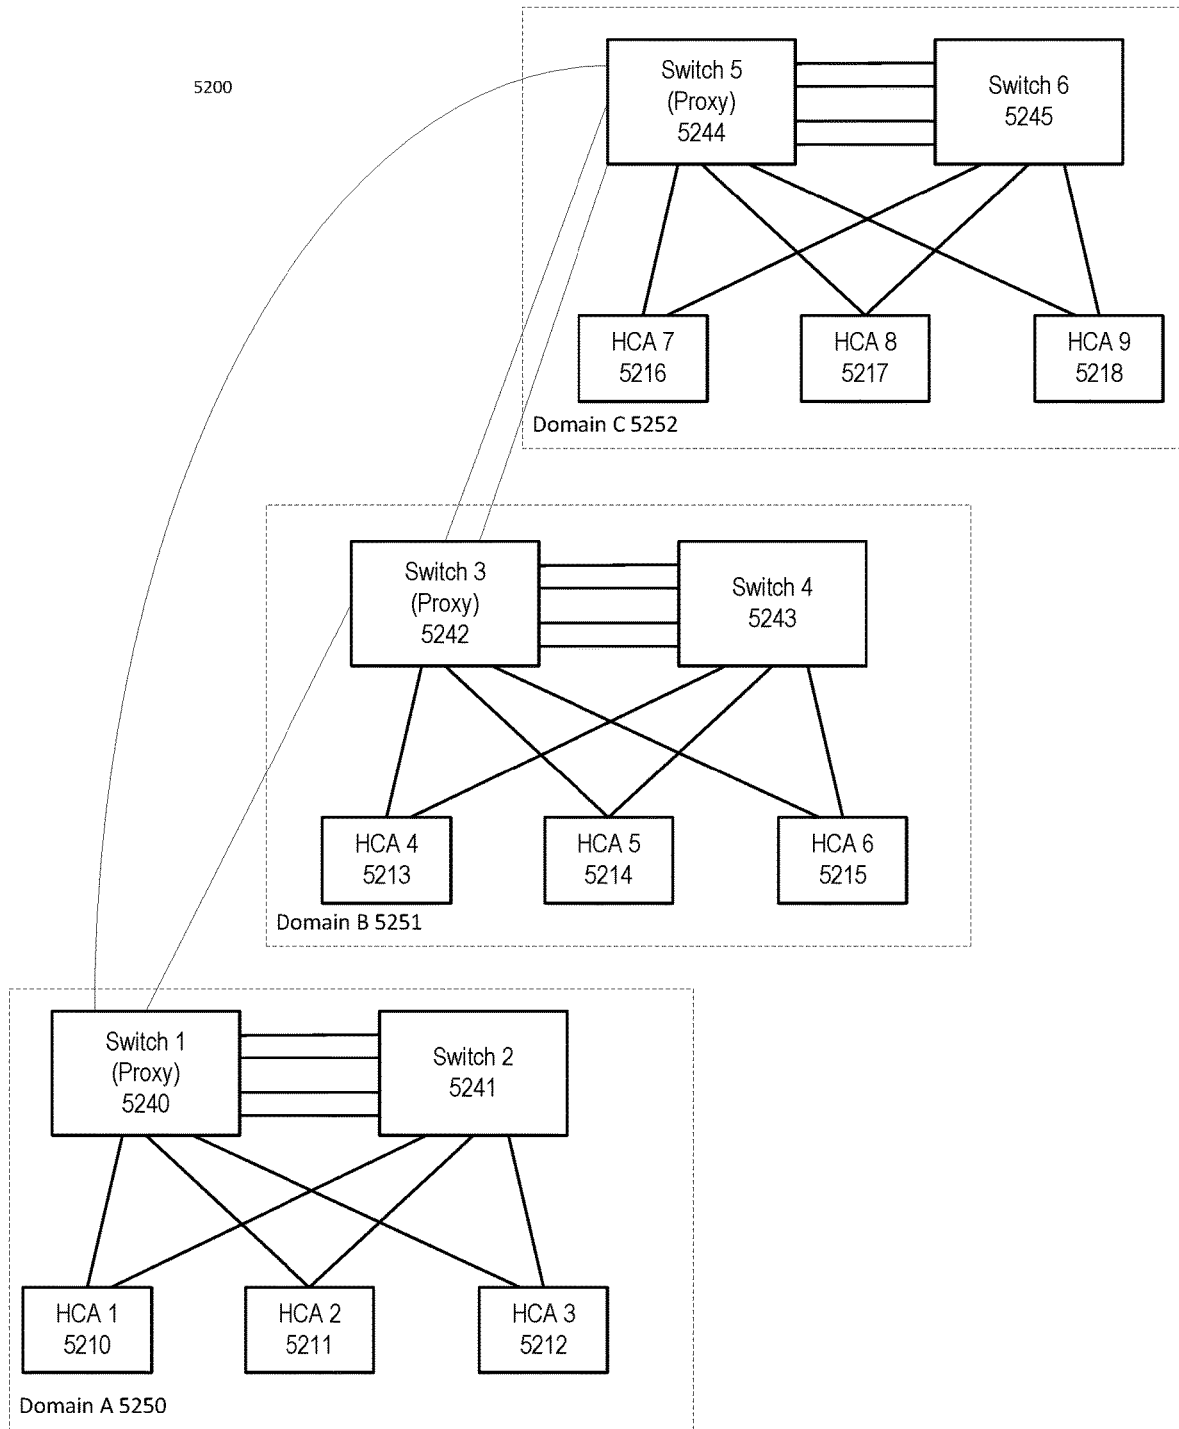 5200
Switch 5
(Proxy)
5244
Switch 6
5245
HCA 7
5216
HCA 8
5217
HCA 9
5218
Domain C 5252
Switch 3
(Proxy)
5242
Switch 4
5243
HCA 4
5213
HCA 5
5214
HCA 6
5215
Domain B 5251
Switch 1
(Proxy)
5240
Switch 2
5241
HCA 1
5210
HCA 2
5211
HCA 3
5212
Domain A 5250